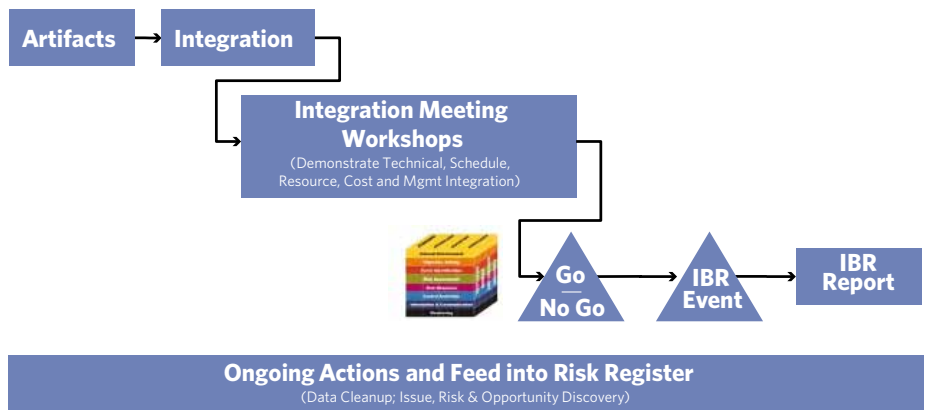 Artifacts
Integration
Integration Meeting
Workshops
(Demonstrate Technical, Schedule,
Resource, Cost and Mgmt Integration)
Go
No Go
IBR
Event
IBR
Report
Ongoing Actions and Feed into Risk Register
(Data Cleanup; Issue, Risk & Opportunity Discovery)